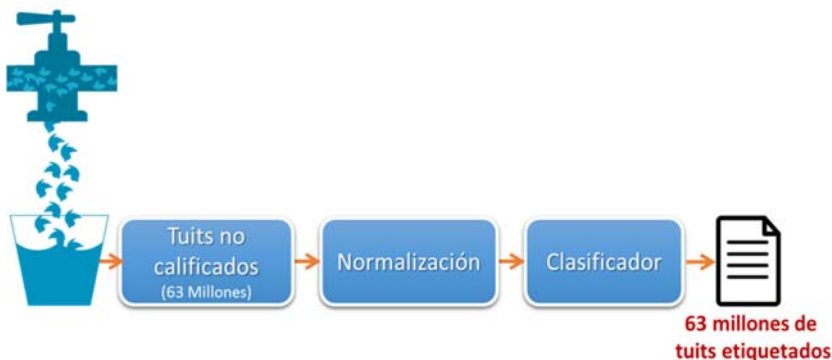 Tuits no
calificados
(63 Millones)
Normalización
Clasificador
63 millones de
tuits etiquetados